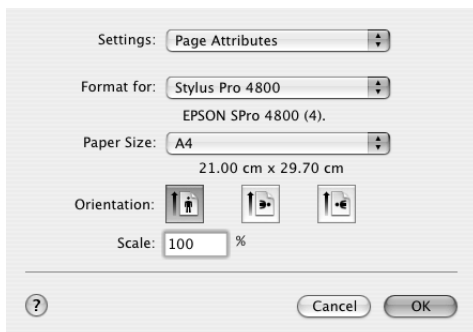 Settings: Page Attributes
Format for: Stylus Pro 4800
EPSON SPro 4800 (4).
Paper Size: A4
21.00 cm x 29.70 cm
Orientation:
Scale: 100 %
? Cancel OK